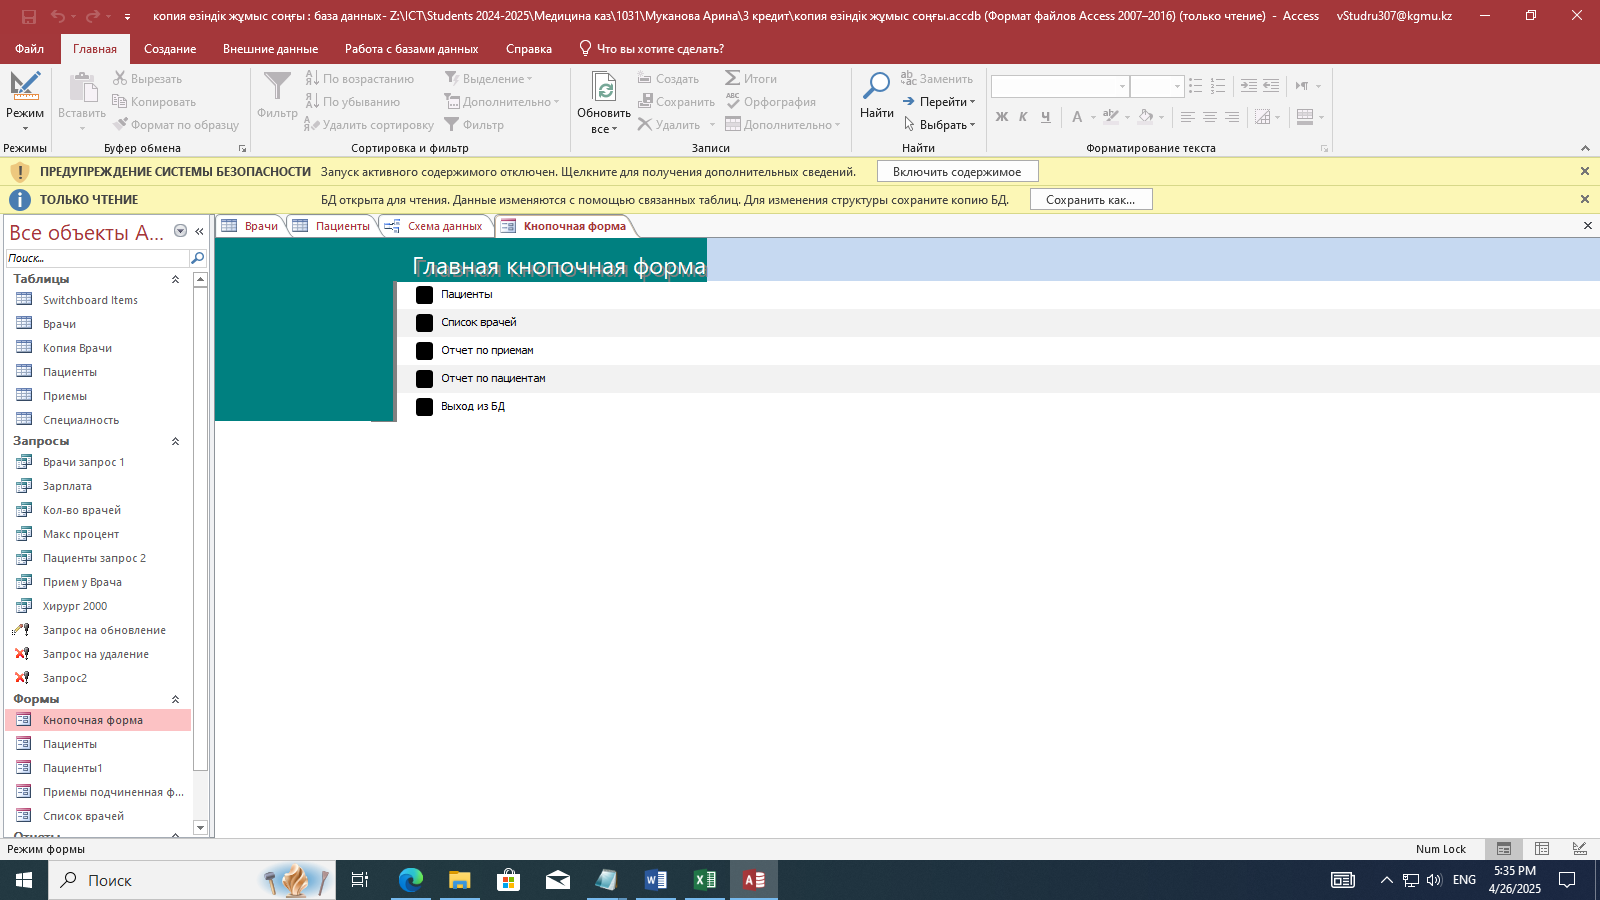 копия өзіндік жұмыс соңғы : база данных- Z:\ICT\Students 2024-2025\Медицина каз\1031\Муканова Арина\3 кредит\копия өзіндік жұмыс соңғы.accdb (Формат файлов Access 2007–2016) (только чтение) - Access vStudru307@kgmu.kz
Файл Главная Создание Внешние данные Работа с базами данных Справка Что вы хотите сделать?
Режим
Режимы
Вставить
Вырезать
Копировать
Формат по образцу
Буфер обмена
Фильтр
По возрастанию
По убыванию
Удалить сортировку
Выделение
Дополнительно
Фильтр
Сортировка и фильтр
Обновить все
Создать
Сохранить
Удалить
Итоги
Орфография
Дополнительно
Записи
Найти
Заменить
Перейти
Выбрать
Найти
Ж К Ч А
Форматирование текста
ПРЕДУПРЕЖДЕНИЕ СИСТЕМЫ БЕЗОПАСНОСТИ Запуск активного содержимого отключен. Щелкните для получения дополнительных сведений. Включить содержимое
ТОЛЬКО ЧТЕНИЕ БД открыта для чтения. Данные изменяются с помощью связанных таблиц. Для изменения структуры сохраните копию БД. Сохранить как...
Все объекты A...
Поиск...
Таблицы
Switchboard Items
Врачи
Копия Врачи
Пациенты
Приемы
Специалность
Запросы
Врачи запрос 1
Зарплата
Кол-во врачей
Макс процент
Пациенты запрос 2
Прием у Врача
Хирург 2000
Запрос на обновление
Запрос на удаление
Запрос2
Формы
Кнопочная форма
Пациенты
Пациенты1
Приемы подчиненная ф...
Список врачей
Отчеты
Врачи Пациенты Схема данных Кнопочная форма
Главная кнопочная форма
Пациенты
Список врачей
Отчет по приемам
Отчет по пациентам
Выход из БД
Режим формы Num Lock
Поиск ENG 5:35 PM
4/26/2025